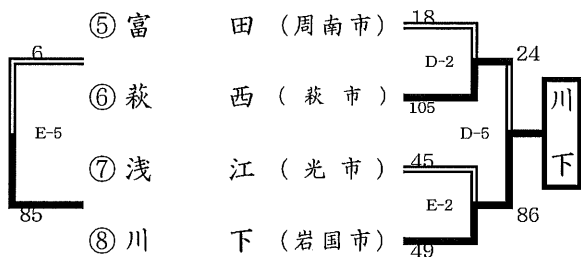 ⑤ 富 田 (周南市) 18
6 D-2 24
⑥ 萩 西 (萩 市) 105
E-5 D-5 川下
⑦ 浅 江 (光 市) 45
85 E-2 86
⑧ 川 下 (岩国市) 49